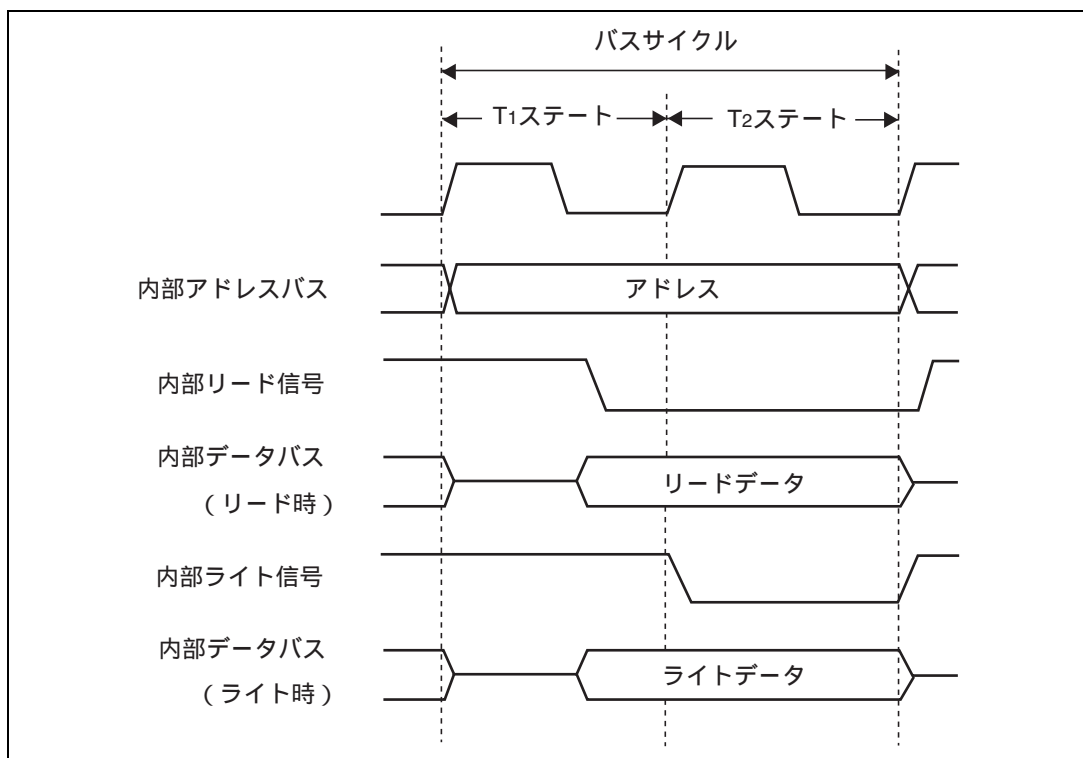 バスサイクル
T1ステート
T2ステート
内部アドレスバス
アドレス
内部リード信号
内部データバス
(リード時)
リードデータ
内部ライト信号
内部データバス
(ライト時)
ライトデータ